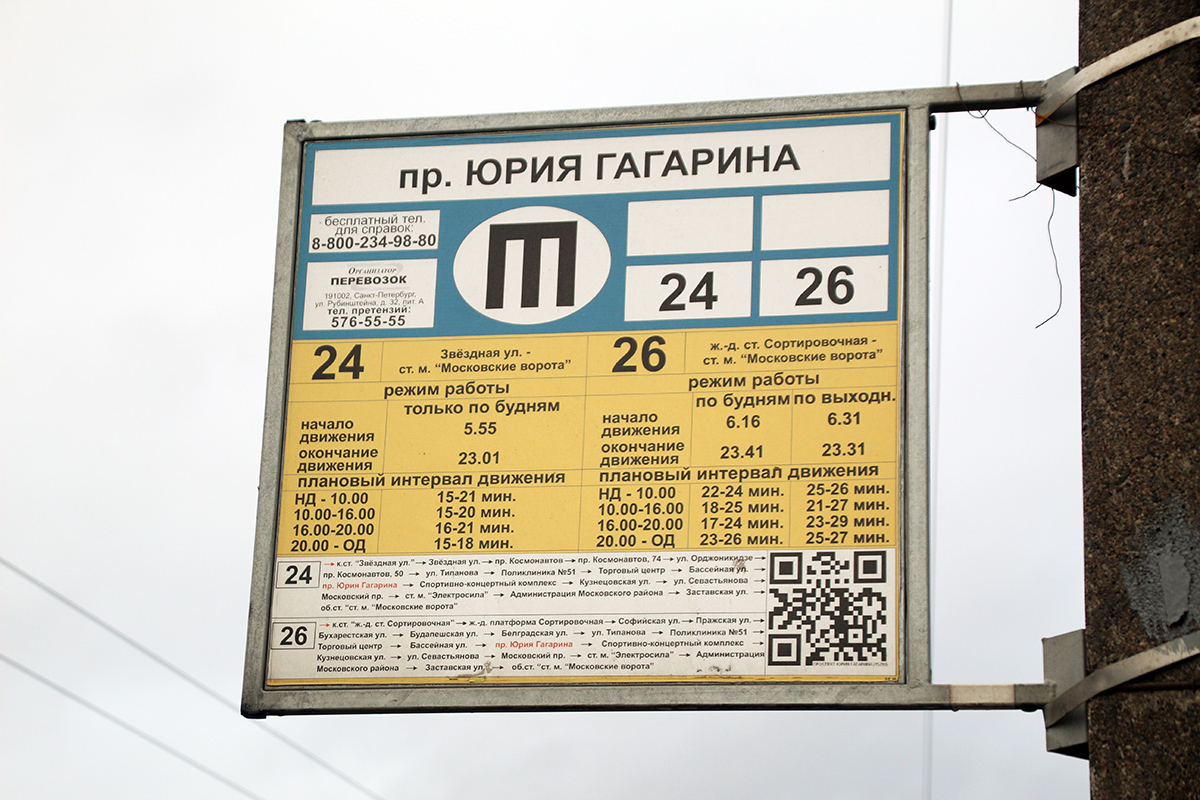 пр. ЮРИЯ ГАГАРИНА
бесплатный тел.
для справок:
8-800-234-98-80
Организатор
ПЕРЕВОЗОК
191002, Санкт-Петербург,
ул. Рубинштейна, д. 32, лит. А
тел. претензий:
576-55-55
Ш
24 26
24 Звёздная ул. -
ст. м. “Московские ворота”
режим работы
только по будням
начало
движения 5.55
окончание
движения 23.01
плановый интервал движения
НД - 10.00 15-21 мин.
10.00-16.00 15-20 мин.
16.00-20.00 16-21 мин.
20.00 - ОД 15-18 мин.
26 ж.-д. ст. Сортировочная -
ст. м. “Московские ворота”
режим работы
по будням по выходн.
начало
движения 6.16 6.31
окончание
движения 23.41 23.31
плановый интервал движения
НД - 10.00 22-24 мин. 25-26 мин.
10.00-16.00 18-25 мин. 21-27 мин.
16.00-20.00 17-24 мин. 23-29 мин.
20.00 - ОД 23-26 мин. 25-27 мин.
24
→ к.ст. “Звёздная ул.” → Звёздная ул. → пр. Космонавтов → пр. Космонавтов, 74 → ул. Орджоникидзе →
пр. Космонавтов, 50 → ул. Типанова → Поликлиника №51 → Торговый центр → Бассейная ул. →
пр. Юрия Гагарина → Спортивно-концертный комплекс → Кузнецовская ул. → ул. Севастьянова →
Московский пр. → ст. м. “Электросила” → Администрация Московского района → Заставская ул. →
об.ст. “ст. м. “Московские ворота”
26
→ к.ст. “ж.-д. ст. Сортировочная” → ж.-д. платформа Сортировочная → Софийская ул. → Пражская ул. →
Бухарестская ул. → Будапешская ул. → Белградская ул. → ул. Типанова → Поликлиника №51 →
Торговый центр → Бассейная ул. → пр. Юрия Гагарина → Спортивно-концертный комплекс →
Кузнецовская ул. → ул. Севастьянова → Московский пр. → ст. м. “Электросила” → Администрация
Московского района → Заставская ул. → об.ст. “ст. м. “Московские ворота”